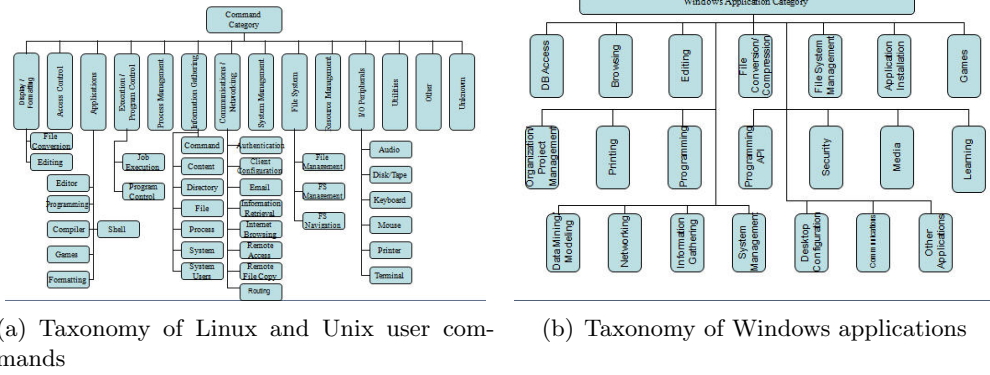 Command
Category
Display /
Formatting
Access Control
Applications
Execution /
Program Control
Process Management
Information Gathering
Communications /
Networking
System Management
File System
Resource Management
I/O Peripherals
Utilities
Other
Unknown
File
Conversion
Editing
Editor
Programming
Compiler
Shell
Games
Formatting
Job
Execution
Program
Control
Command
Content
Directory
File
Process
System
System
Users
Authentication
Client
Configuration
Email
Information
Retrieval
Internet
Browsing
Remote
Access
Remote
File Copy
Routing
File
Management
FS
Management
FS
Navigation
Audio
Disk/Tape
Keyboard
Mouse
Printer
Terminal
(a) Taxonomy of Linux and Unix user com-
mands
Windows Application Category
DB Access
Browsing
Editing
File
Conversion/
Compression
File System
Management
Application
Installation
Games
Organization/
Project
Management
Printing
Programming
Programming
API
Security
Media
Learning
Data Mining/
Modeling
Networking
Information
Gathering
System
Management
Desktop
Configuration
Communications
Other
Applications
(b) Taxonomy of Windows applications